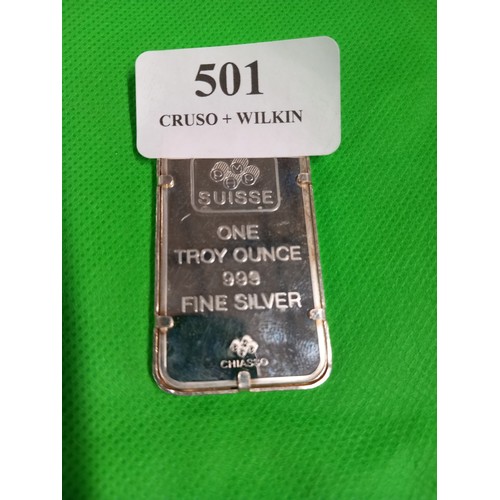 501
CRUSO + WILKIN
SUISSE
ONE
TROY OUNCE
999
FINE SILVER
CHIASSO